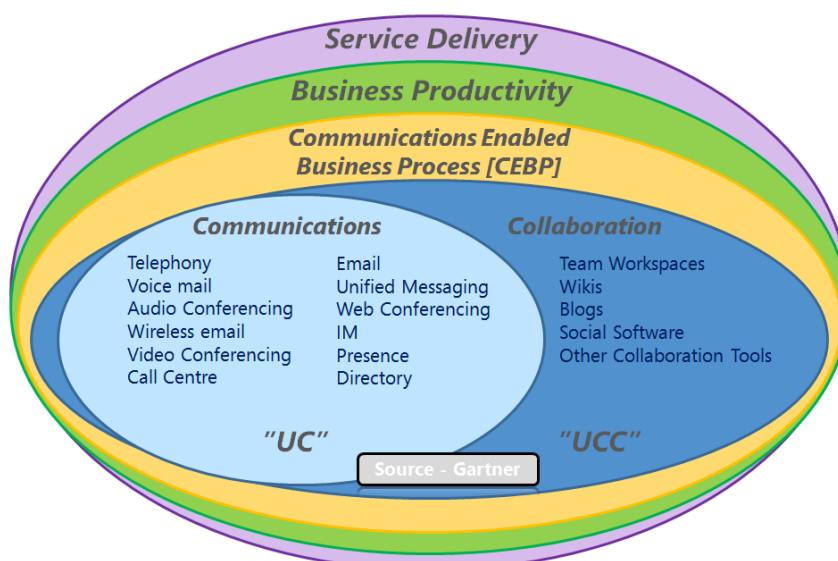 Service Delivery
Business Productivity
Communications Enabled
Business Process [CEBP]
Communications
Telephony
Voice mail
Audio Conferencing
Wireless email
Video Conferencing
Call Centre
Email
Unified Messaging
Web Conferencing
IM
Presence
Directory
"UC"
Collaboration
Team Workspaces
Wikis
Blogs
Social Software
Other Collaboration Tools
"UCC"
Source - Gartner